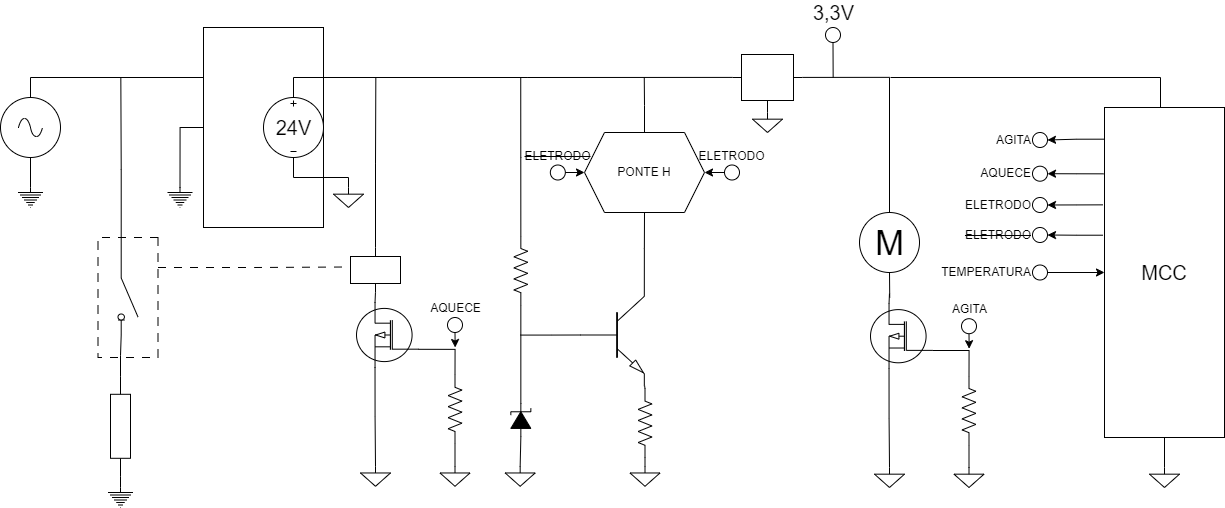 3,3V
24V
ELETRODO
ELETRODO
PONTE H
AGITA
AQUECE
ELETRODO
ELETRODO
TEMPERATURA
M
MCC
AQUECE
AGITA